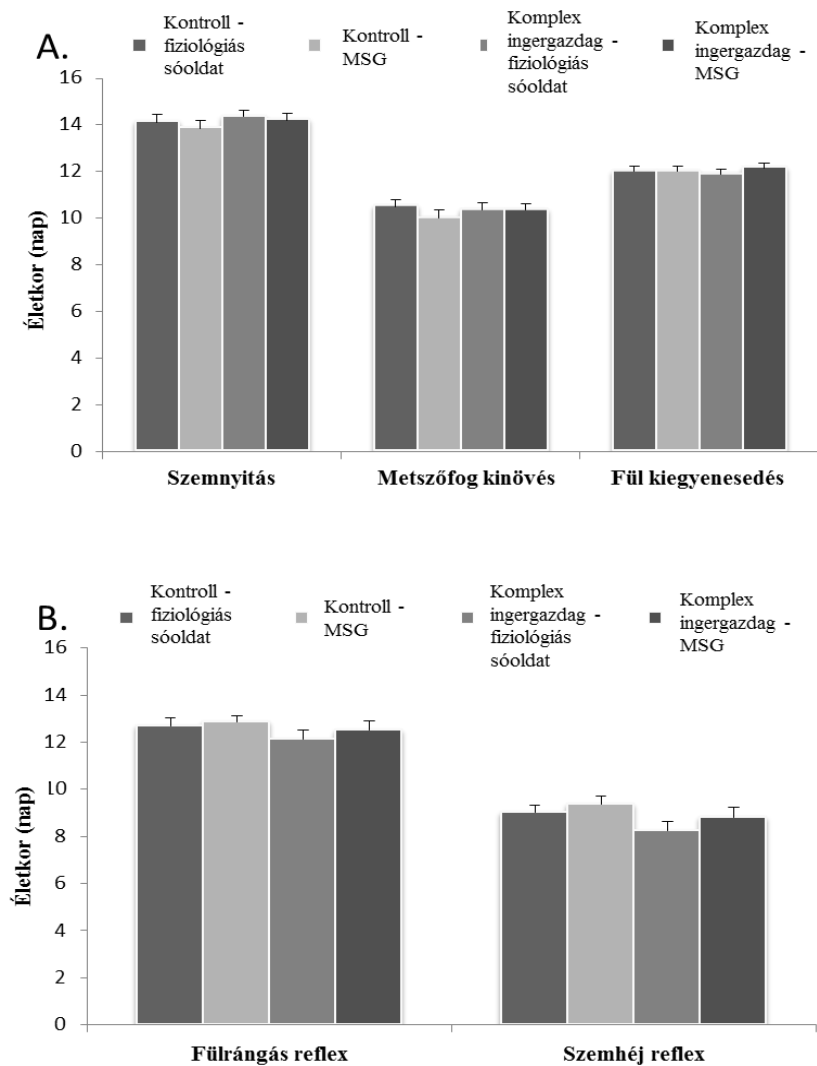 A.
Kontroll -
fiziológiás
sóoldat
Kontroll -
MSG
Komplex
ingergazdag -
fiziológiás
sóoldat
Komplex
ingergazdag -
MSG
Életkor (nap)
16
14
12
10
8
6
4
2
0
Szemnyitás
Metszőfog kinövés
Fül kiegyenesedés
B.
Kontroll -
fiziológiás
sóoldat
Kontroll -
MSG
Komplex
ingergazdag -
fiziológiás
sóoldat
Komplex
ingergazdag -
MSG
Életkor (nap)
16
14
12
10
8
6
4
2
0
Fülrángás reflex
Szemhéj reflex